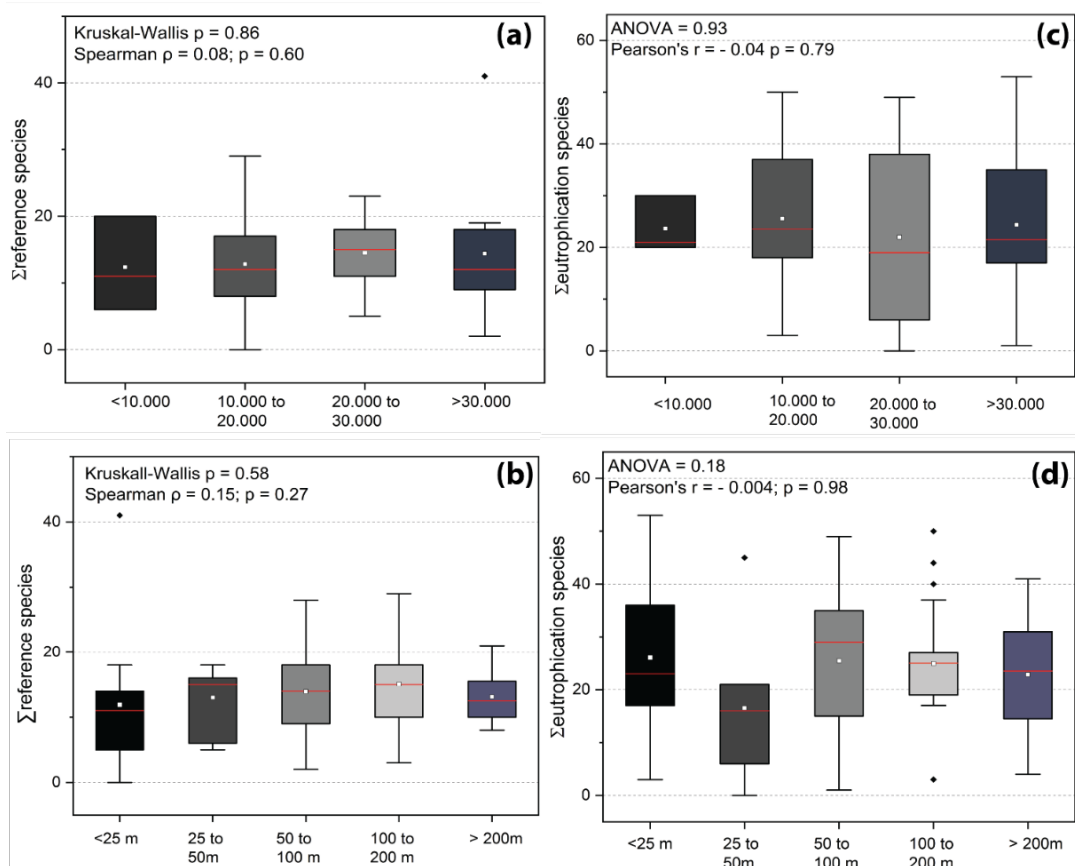 Kruskal-Wallis p = 0.86
Spearman ρ = 0.08; p = 0.60
(a)
Σreference species
40
20
0
<10.000
10.000 to
20.000
20.000 to
30.000
>30.000
ANOVA = 0.93
Pearson's r = - 0.04 p = 0.79
(c)
Σeutrophication species
60
40
20
0
<10.000
10.000 to
20.000
20.000 to
30.000
>30.000
Kruskall-Wallis p = 0.58
Spearman ρ = 0.15; p = 0.27
(b)
Σreference species
40
20
0
<25 m
25 to
50m
50 to
100 m
100 to
200 m
> 200m
ANOVA = 0.18
Pearson's r = - 0.004; p = 0.98
(d)
Σeutrophication species
60
40
20
0
<25 m
25 to
50m
50 to
100 m
100 to
200 m
> 200m